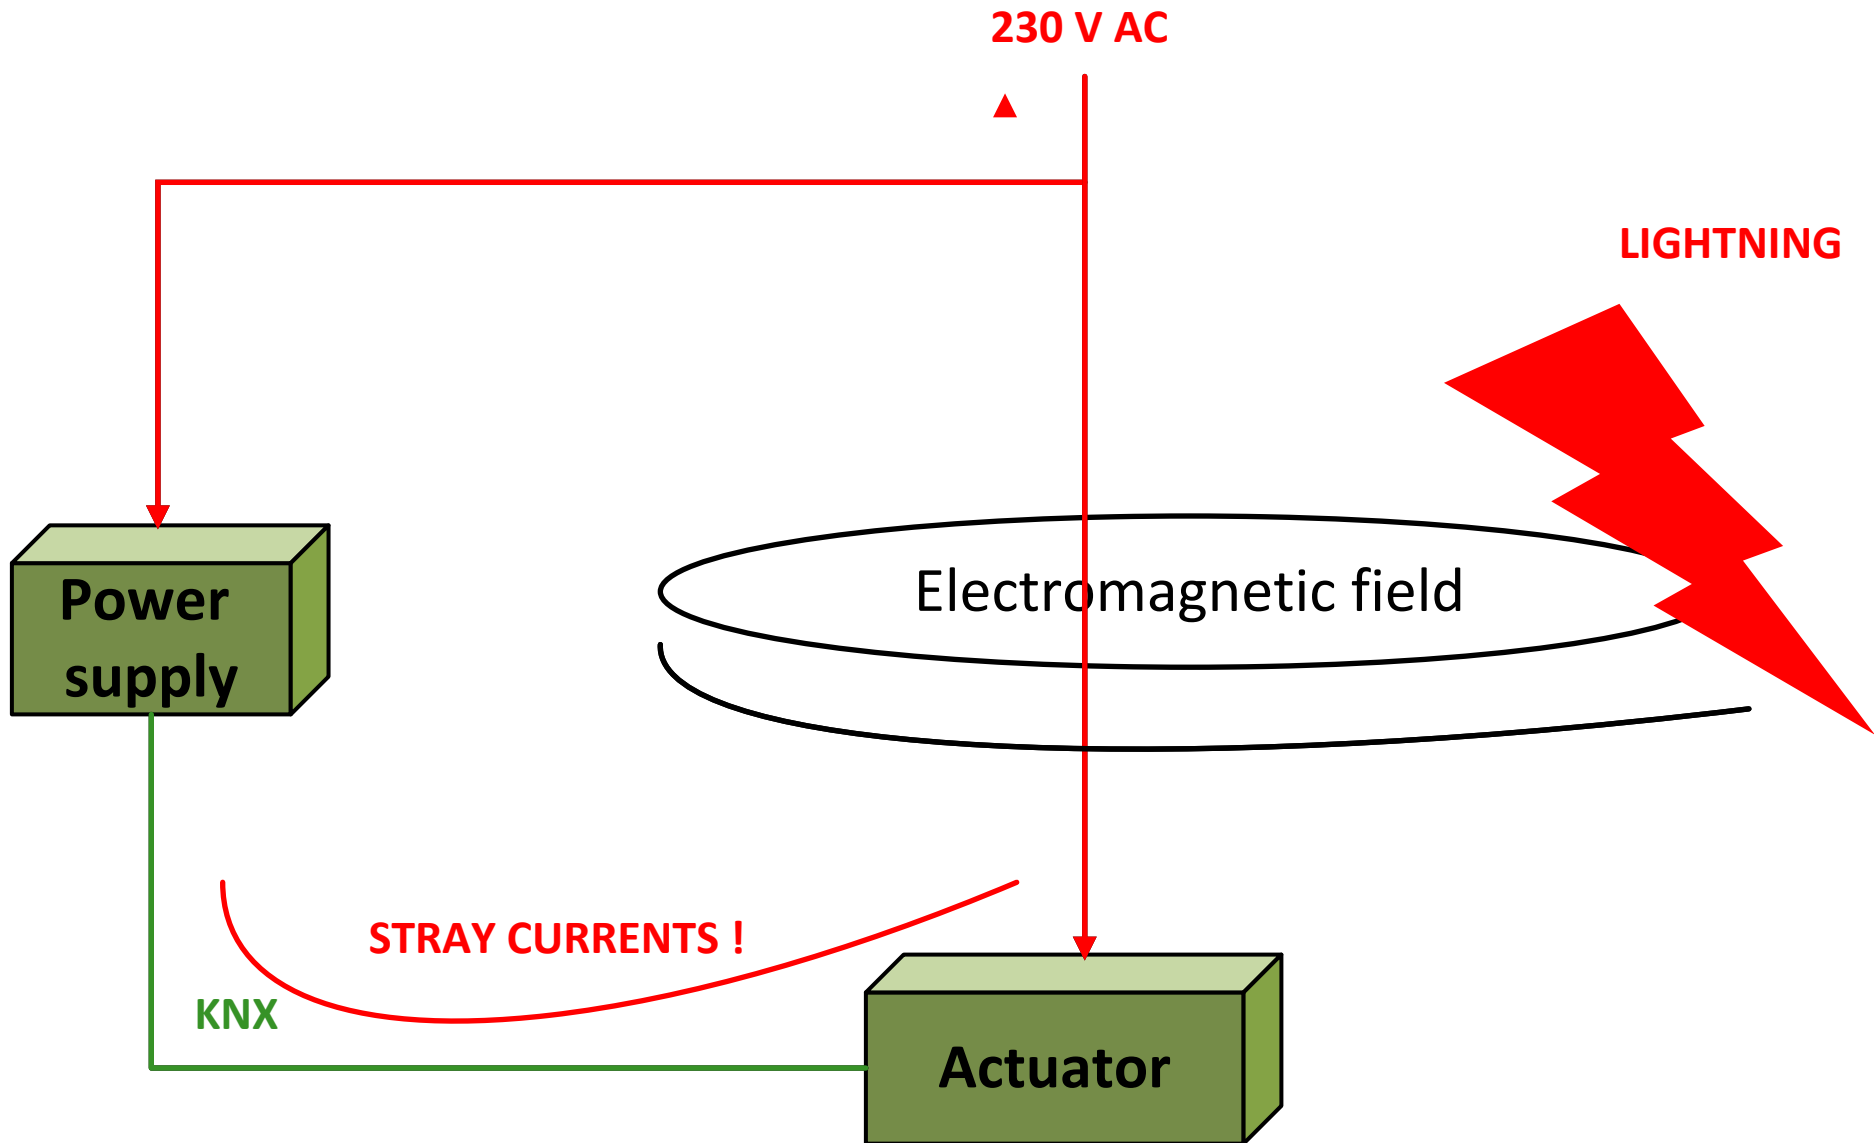 230 V AC
LIGHTNING
Electromagnetic field
Power
supply
STRAY CURRENTS !
KNX
Actuator